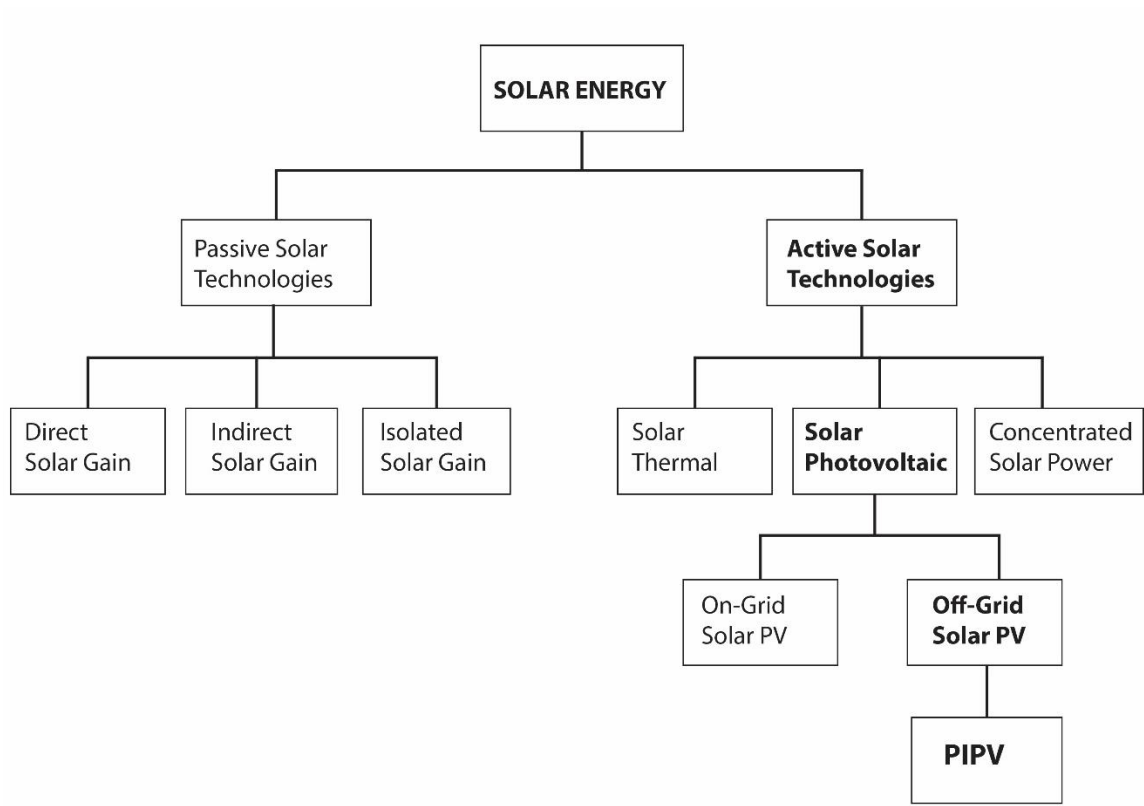 SOLAR ENERGY
Passive Solar
Technologies
Active Solar
Technologies
Direct
Solar Gain
Indirect
Solar Gain
Isolated
Solar Gain
Solar
Thermal
Solar
Photovoltaic
Concentrated
Solar Power
On-Grid
Solar PV
Off-Grid
Solar PV
PIPV